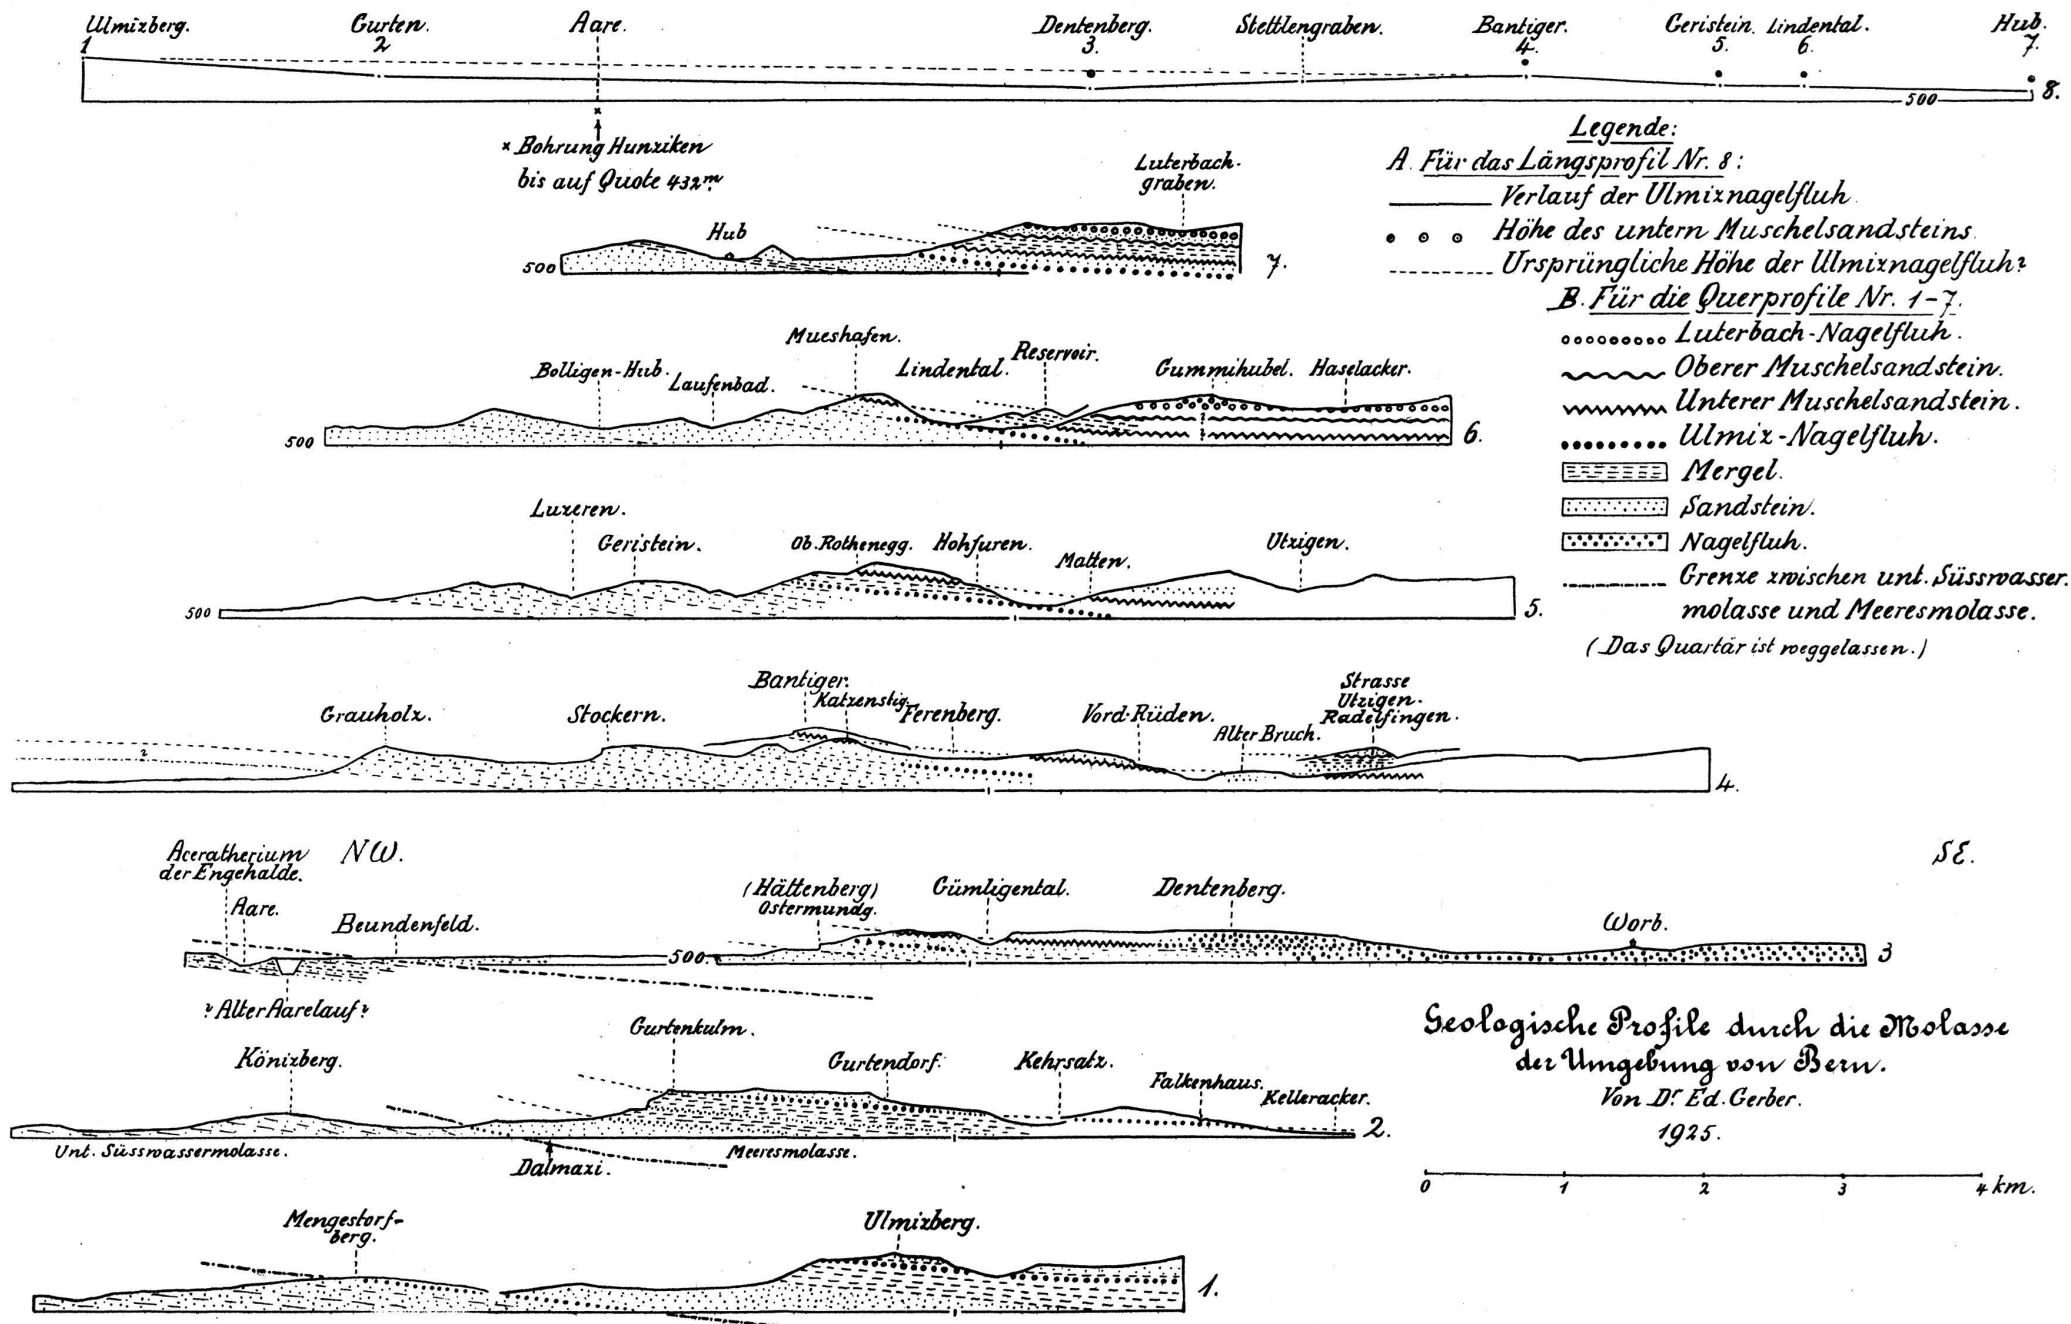 Ulmizberg. Gurten. Aare. Dentenberg. Stettlengraben. Bantiger. Geristein. Lindental. Hub.
1 2 3. 4. 5. 6. 7.
500 8.
× Bohrung Hunziken
bis auf Quote 432m
Legende:
A. Für das Längsprofil Nr. 8:
Verlauf der Ulmiznagelfluh
Höhe des untern Muschelsandsteins.
Ursprüngliche Höhe der Ulmiznagelfluh?
B. Für die Querprofile Nr. 1-7.
Luterbach-Nagelfluh.
Oberer Muschelsandstein.
Unterer Muschelsandstein.
Ulmiz-Nagelfluh.
Mergel.
Sandstein.
Nagelfluh.
Grenze zwischen unt. Süsswasser.
molasse und Meeresmolasse.
(Das Quartär ist weggelassen.)
Luterbach-
graben.
Hub
500 7.
Mueshafen.
Bolligen-Hub. Laufenbad. Lindental. Reservoir. Gummihubel. Haselacker.
500 6.
Luzeren.
Geristein. Ob. Rothenegg. Hohfuren. Matten. Utzigen.
500 5.
Bantiger. Strasse
Katzenstig. Utzigen-
Grauholz. Stockern. Ferenberg. Vord. Rüden. Radelfingen.
Alter Bruch.
? 4.
Aceratherium NW. SE.
der Engehalde.
Aare. Beundenfeld. (Hättenberg) Gümligental. Dentenberg.
Ostermundg. Worb.
500 3
? Alter Aarelauf?
Gurtenkulm.
Könizberg. Gurtendorf. Kehrsatz. Falkenhaus. Kelleracker.
2.
Unt. Süsswassermolasse. Dalmazi. Meeresmolasse.
Geologische Profile durch die Molasse
der Umgebung von Bern.
Von Dr Ed. Gerber.
1925.
0 1 2 3 4 km.
Mengestorf-
berg. Ulmizberg.
1.